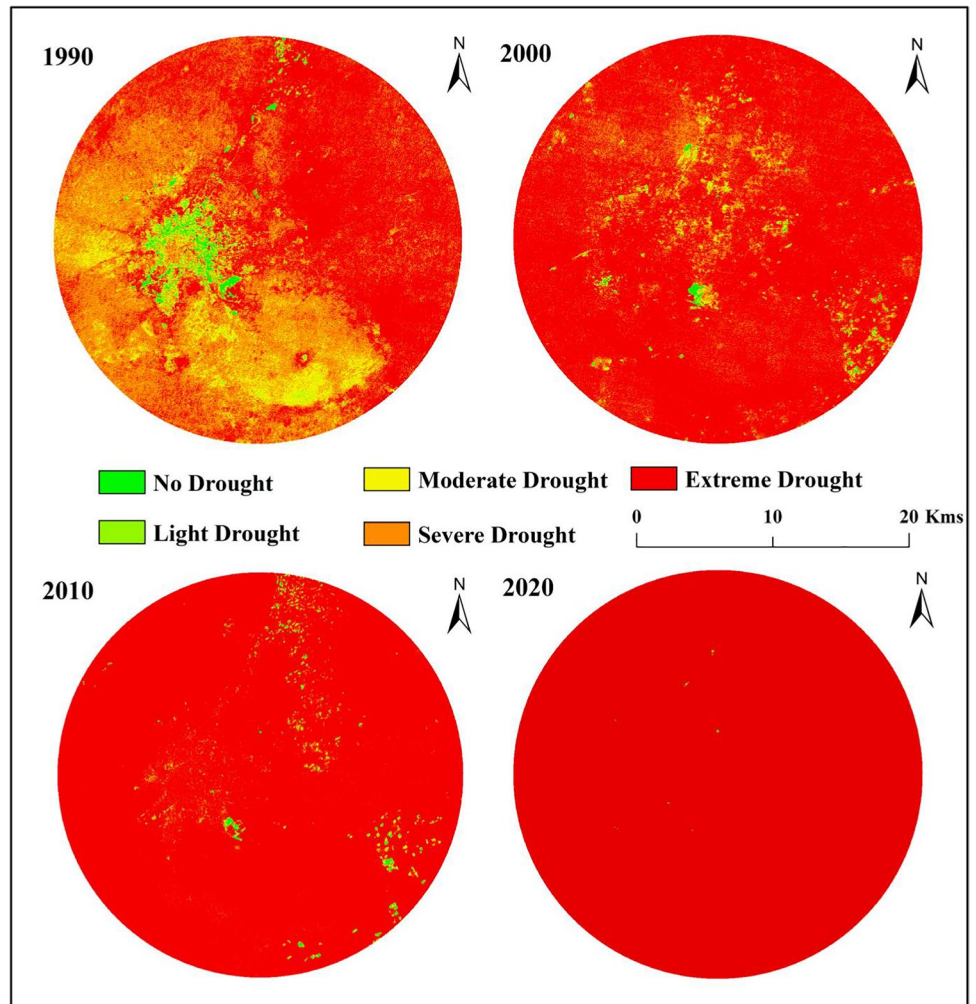 1990
N
2000
N
No Drought
Moderate Drought
Extreme Drought
Light Drought
Severe Drought
0 10 20 Kms
2010
N
2020
N